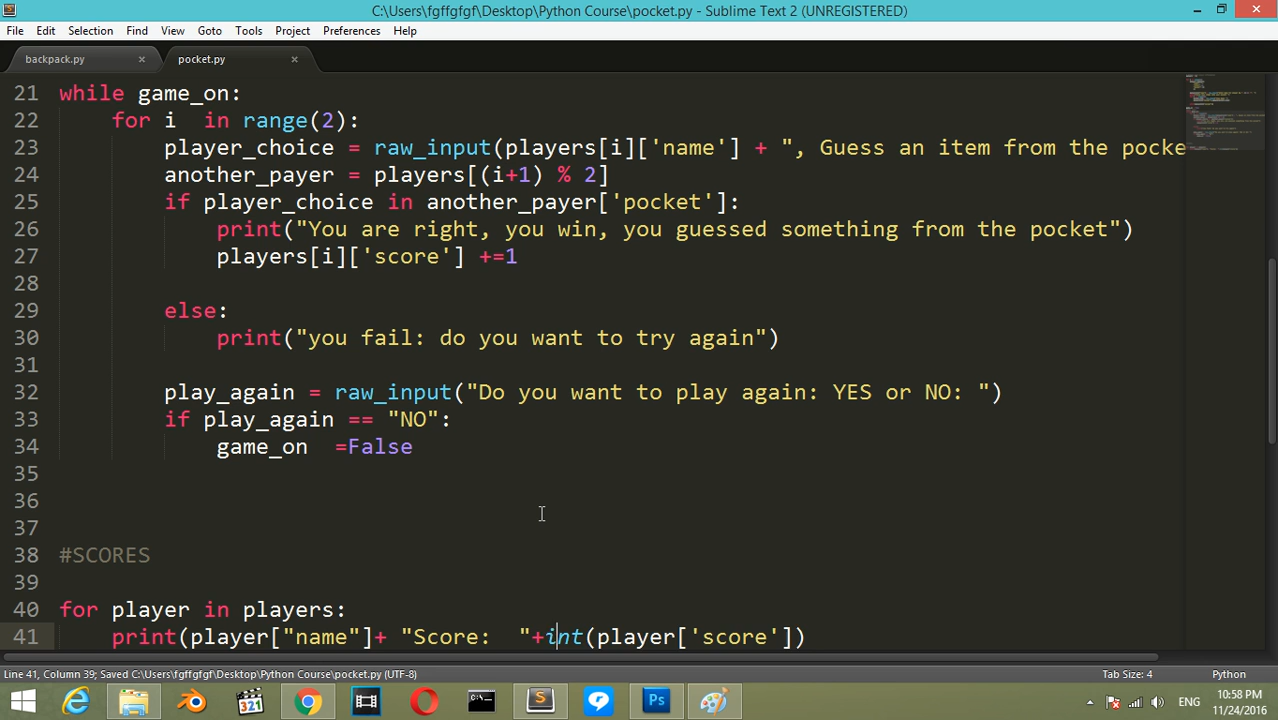 C:\Users\fgffgfgf\Desktop\Python Course\pocket.py - Sublime Text 2 (UNREGISTERED)
File Edit Selection Find View Goto Tools Project Preferences Help
backpack.py pocket.py
21 while game_on:
22     for i  in range(2):
23         player_choice = raw_input(players[i]['name'] + ", Guess an item from the pocke
24         another_payer = players[(i+1) % 2]
25         if player_choice in another_payer['pocket']:
26             print("You are right, you win, you guessed something from the pocket")
27             players[i]['score'] +=1
28
29         else:
30             print("you fail: do you want to try again")
31
32         play_again = raw_input("Do you want to play again: YES or NO: ")
33         if play_again == "NO":
34             game_on  =False
35
36
37
38 #SCORES
39
40 for player in players:
41     print(player["name"]+ "Score:  "+int(player['score'])
Line 41, Column 39; Saved C:\Users\fgffgfgf\Desktop\Python Course\pocket.py (UTF-8) Tab Size: 4 Python
321 S Ps ENG 10:58 PM
11/24/2016